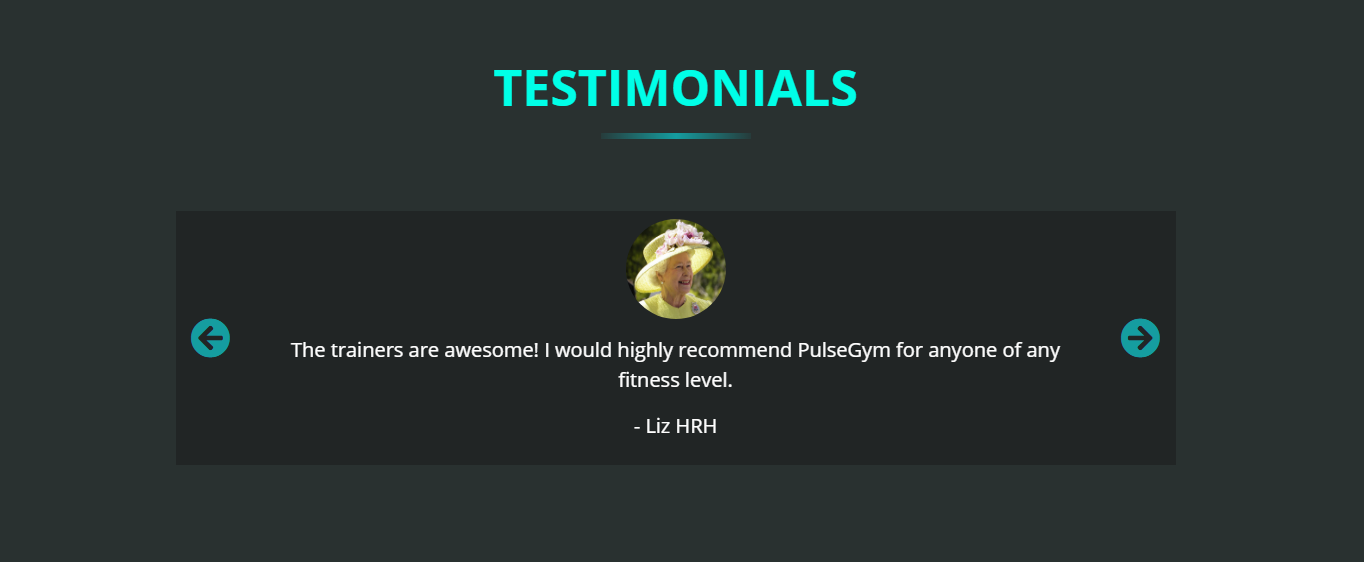 TESTIMONIALS
The trainers are awesome! I would highly recommend PulseGym for anyone of any
fitness level.
- Liz HRH